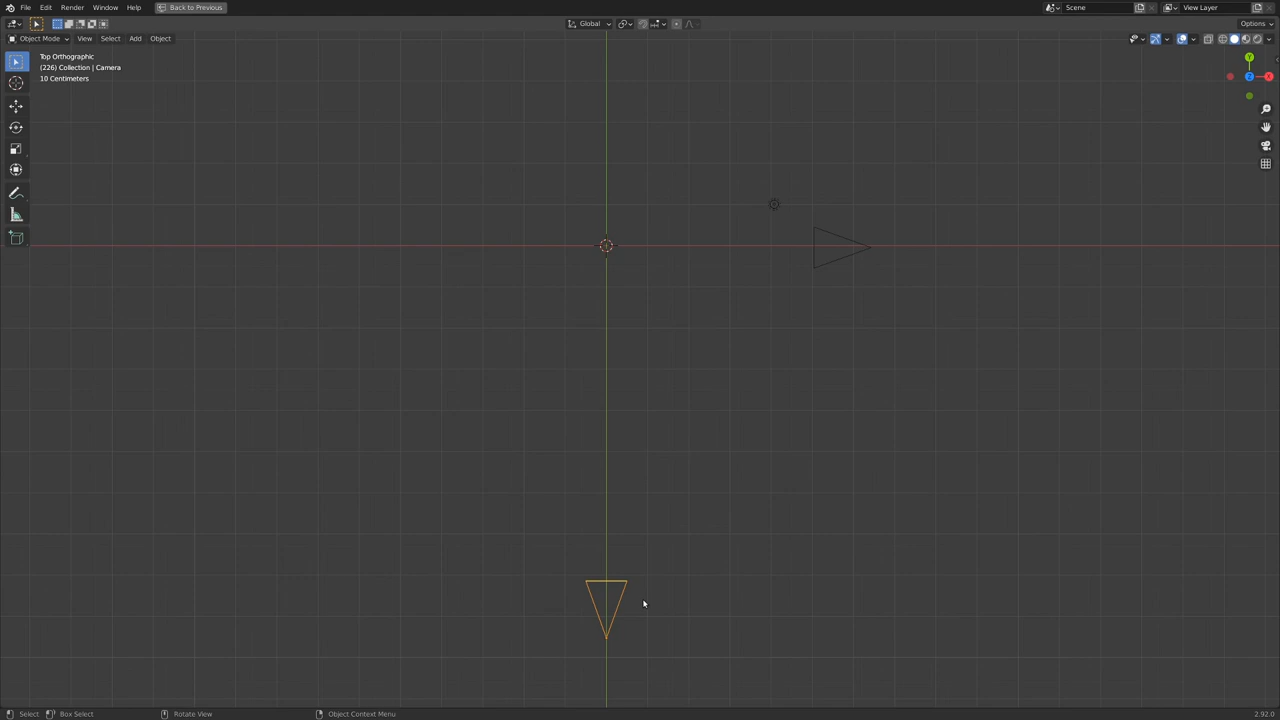 File Edit Render Window Help Back to Previous Scene View Layer
Global Options
Object Mode View Select Add Object
Top Orthographic
(226) Collection | Camera
10 Centimeters
Y
Z X
Select Box Select Rotate View Object Context Menu 2.92.0